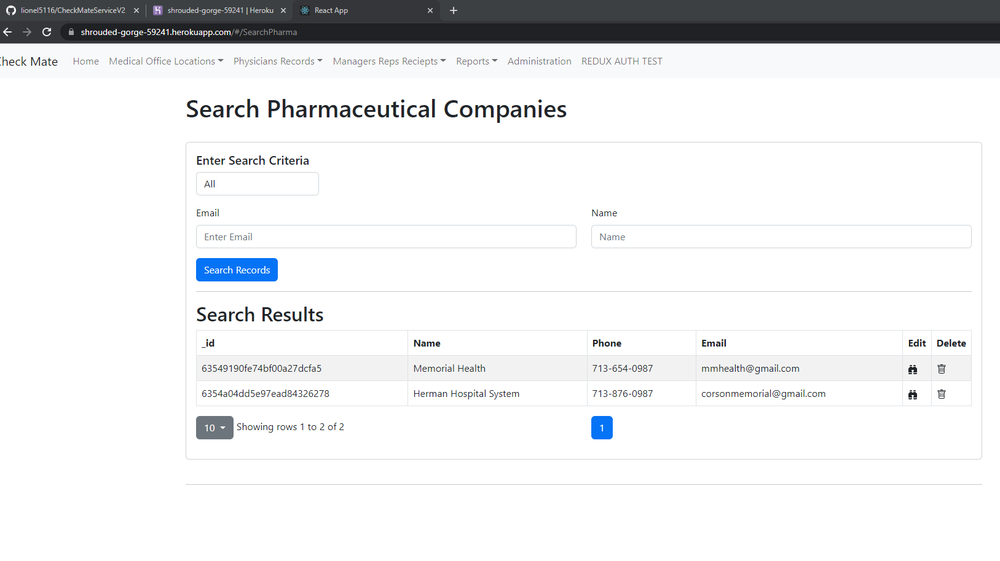 lionel5116/CheckMateServiceV2
shrouded-gorge-59241 | Heroku
React App
shrouded-gorge-59241.herokuapp.com/#/SearchPharma
heck Mate Home Medical Office Locations Physicians Records Managers Reps Reciepts Reports Administration REDUX AUTH TEST
Search Pharmaceutical Companies
Enter Search Criteria
All
Email Name
Enter Email Name
Search Records
Search Results
_id Name Phone Email Edit Delete
63549190fe74bf00a27dcfa5 Memorial Health 713-654-0987 mmhealth@gmail.com
6354a04dd5e97ead84326278 Herman Hospital System 713-876-0987 corsonmemorial@gmail.com
10 Showing rows 1 to 2 of 2 1